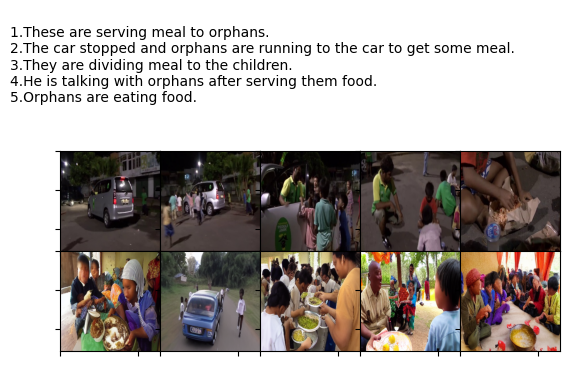 1.These are serving meal to orphans.
2.The car stopped and orphans are running to the car to get some meal.
3.They are dividing meal to the children.
4.He is talking with orphans after serving them food.
5.Orphans are eating food.